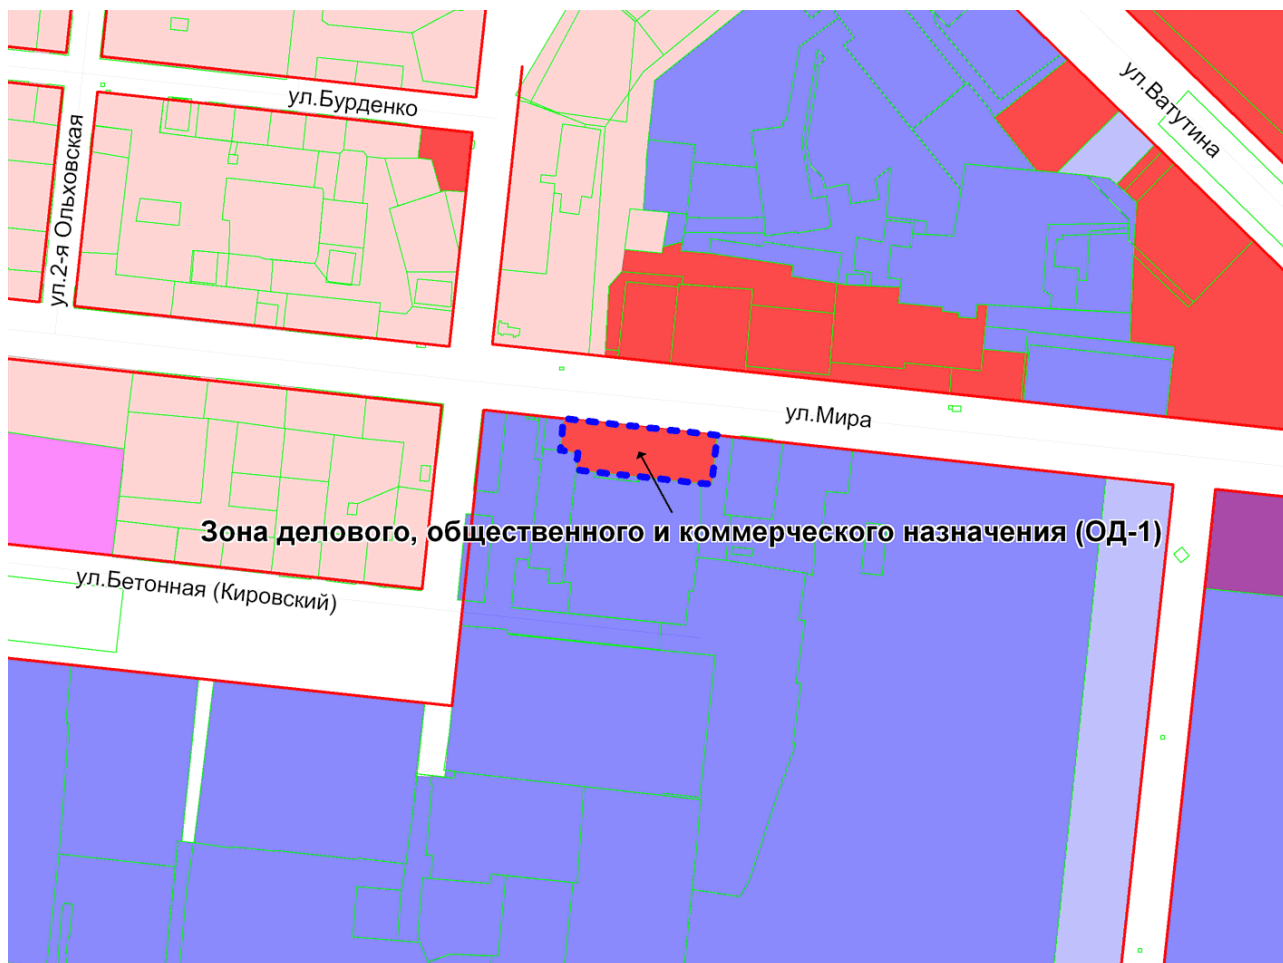 ул.Бурденко
ул.Ватутина
ул.2-я Ольховская
ул.Мира
Зона делового, общественного и коммерческого назначения (ОД-1)
ул.Бетонная (Кировский)